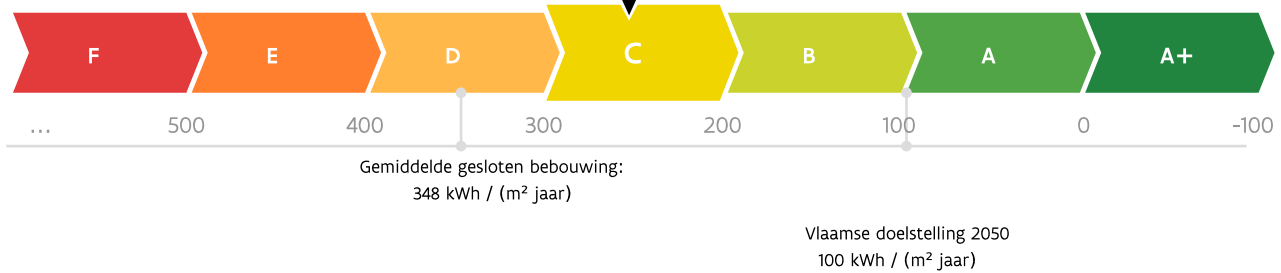 F E D C B A A+
... 500 400 300 200 100 0 -100
Gemiddelde gesloten bebouwing:
348 kWh / (m² jaar)
Vlaamse doelstelling 2050
100 kWh / (m² jaar)